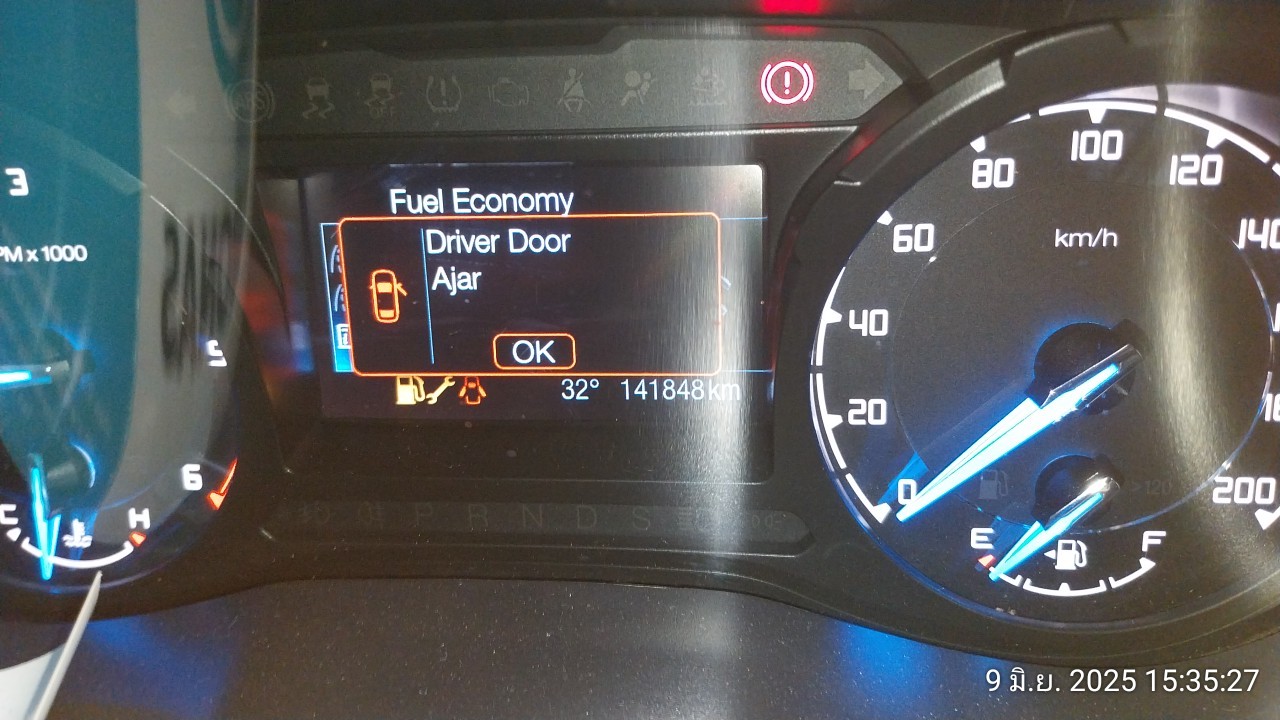 3
PM x 1000
5
6
C
H
Fuel Economy
Driver Door
Ajar
OK
32° 141848 km
P R N D S
0
20
40
60
80
100
120
140
200
km/h
E
F
9 มิ.ย. 2025 15:35:27